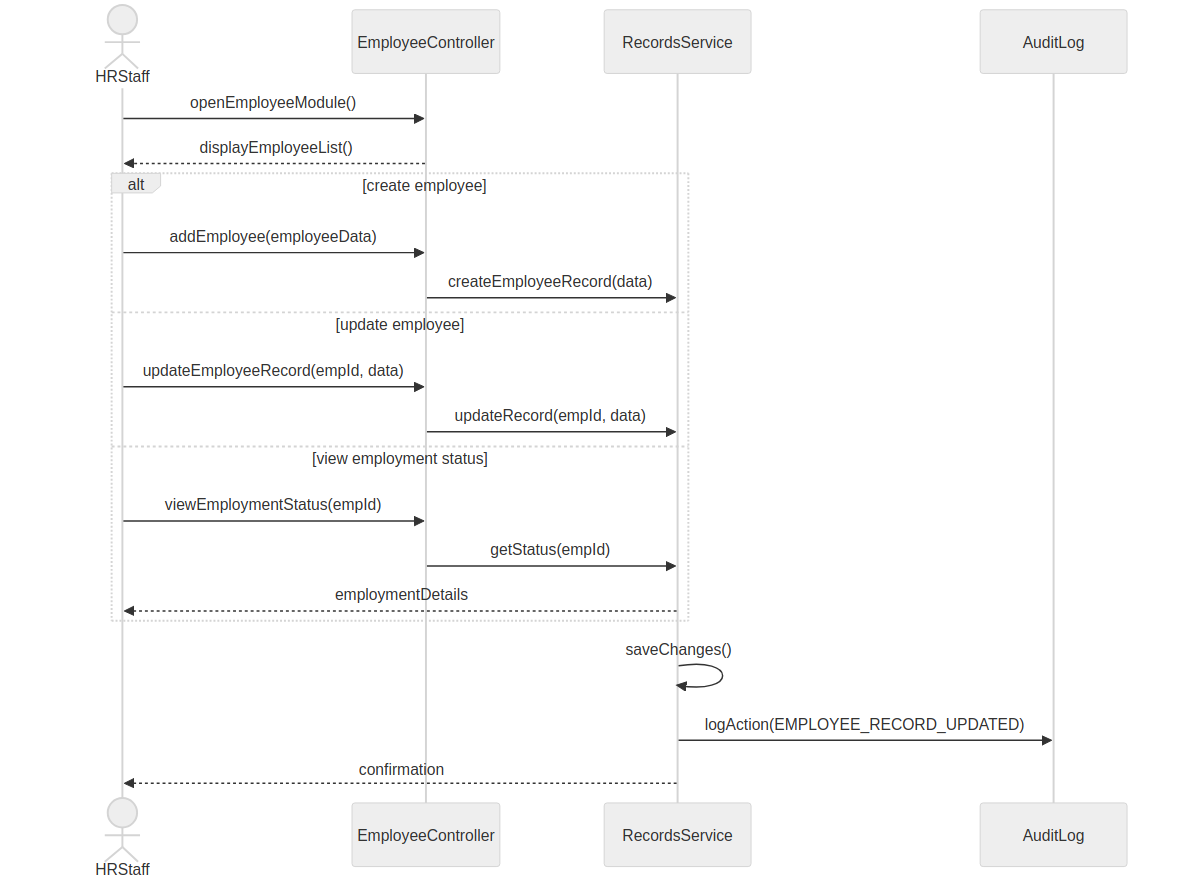 HRStaff
EmployeeController
RecordsService
AuditLog
openEmployeeModule()
displayEmployeeList()
alt
[create employee]
addEmployee(employeeData)
createEmployeeRecord(data)
[update employee]
updateEmployeeRecord(empId, data)
updateRecord(empId, data)
[view employment status]
viewEmploymentStatus(empId)
getStatus(empId)
employmentDetails
saveChanges()
logAction(EMPLOYEE_RECORD_UPDATED)
confirmation
HRStaff
EmployeeController
RecordsService
AuditLog